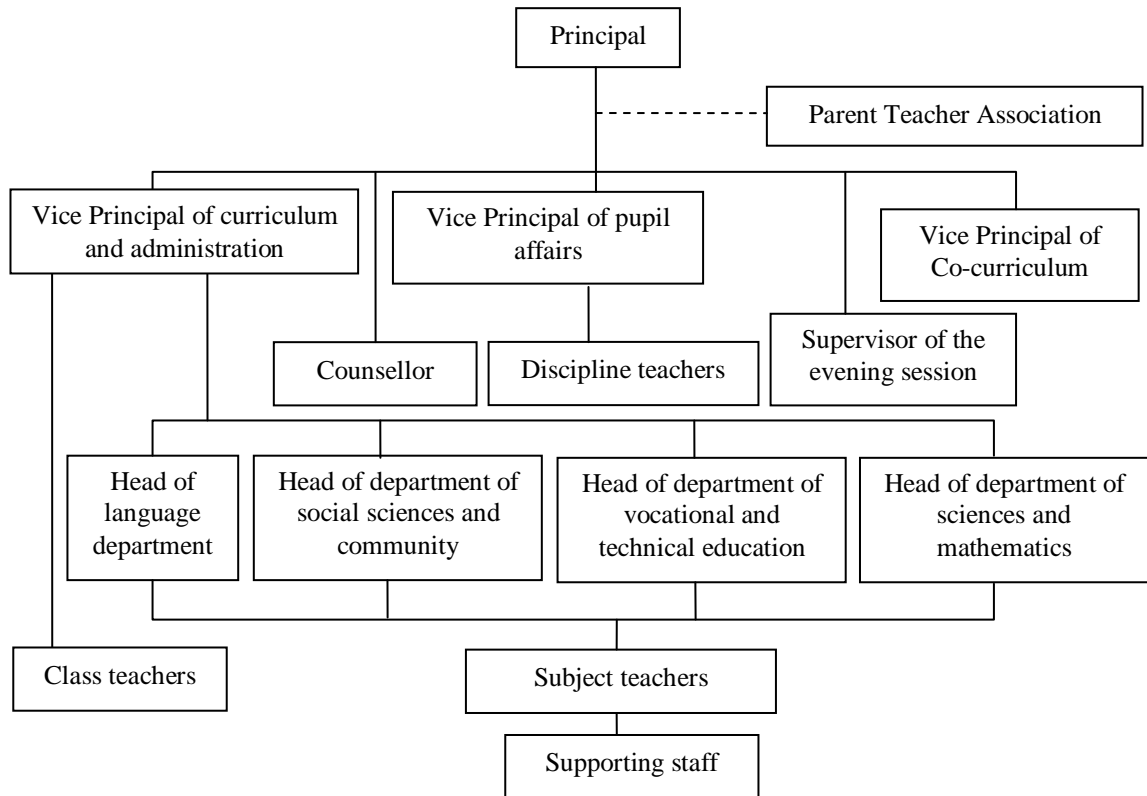 Principal
Parent Teacher Association
Vice Principal of curriculum
and administration
Vice Principal of pupil
affairs
Vice Principal of
Co-curriculum
Counsellor
Discipline teachers
Supervisor of the
evening session
Head of
language
department
Head of department of
social sciences and
community
Head of department of
vocational and
technical education
Head of department of
sciences and
mathematics
Class teachers
Subject teachers
Supporting staff